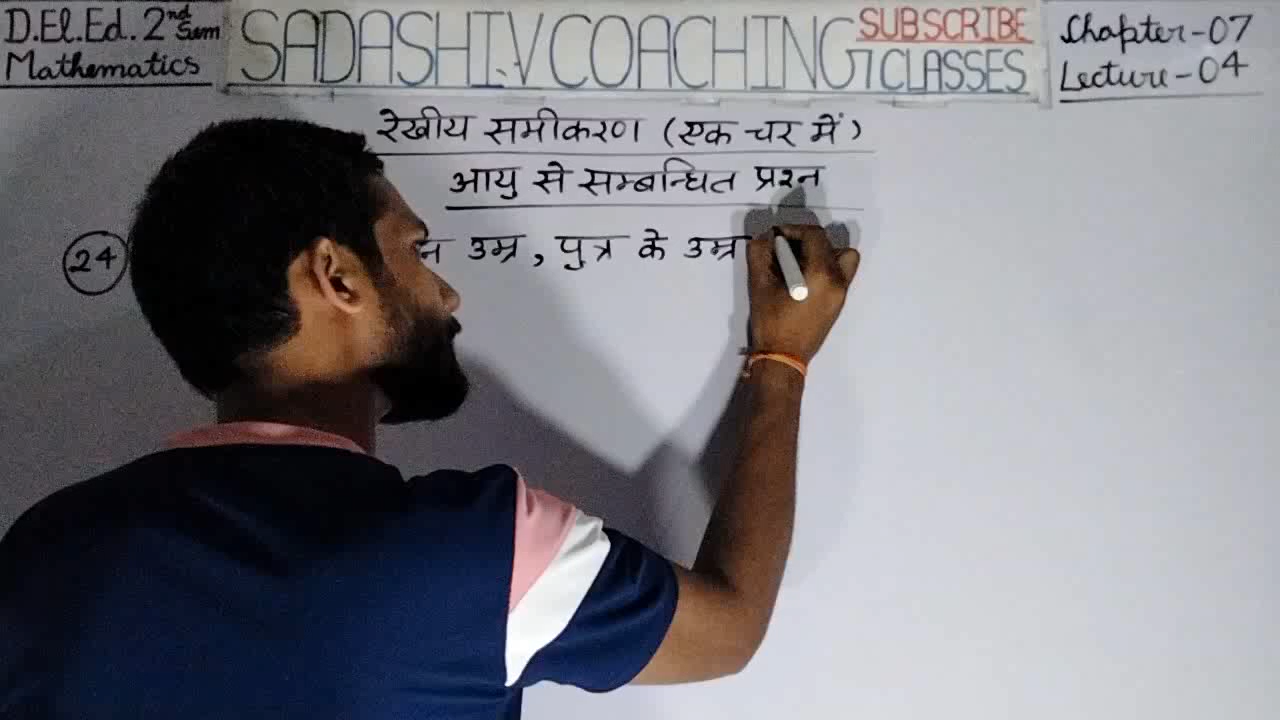 D.El.Ed. 2nd Sem
Mathematics
SADASHIV COACHING
SUBSCRIBE
CLASSES
Chapter-07
Lecture-04
रेखीय समीकरण (एक चर में)
आयु से सम्बन्धित प्रश्न
24
उम्र, पुत्र के उम्र